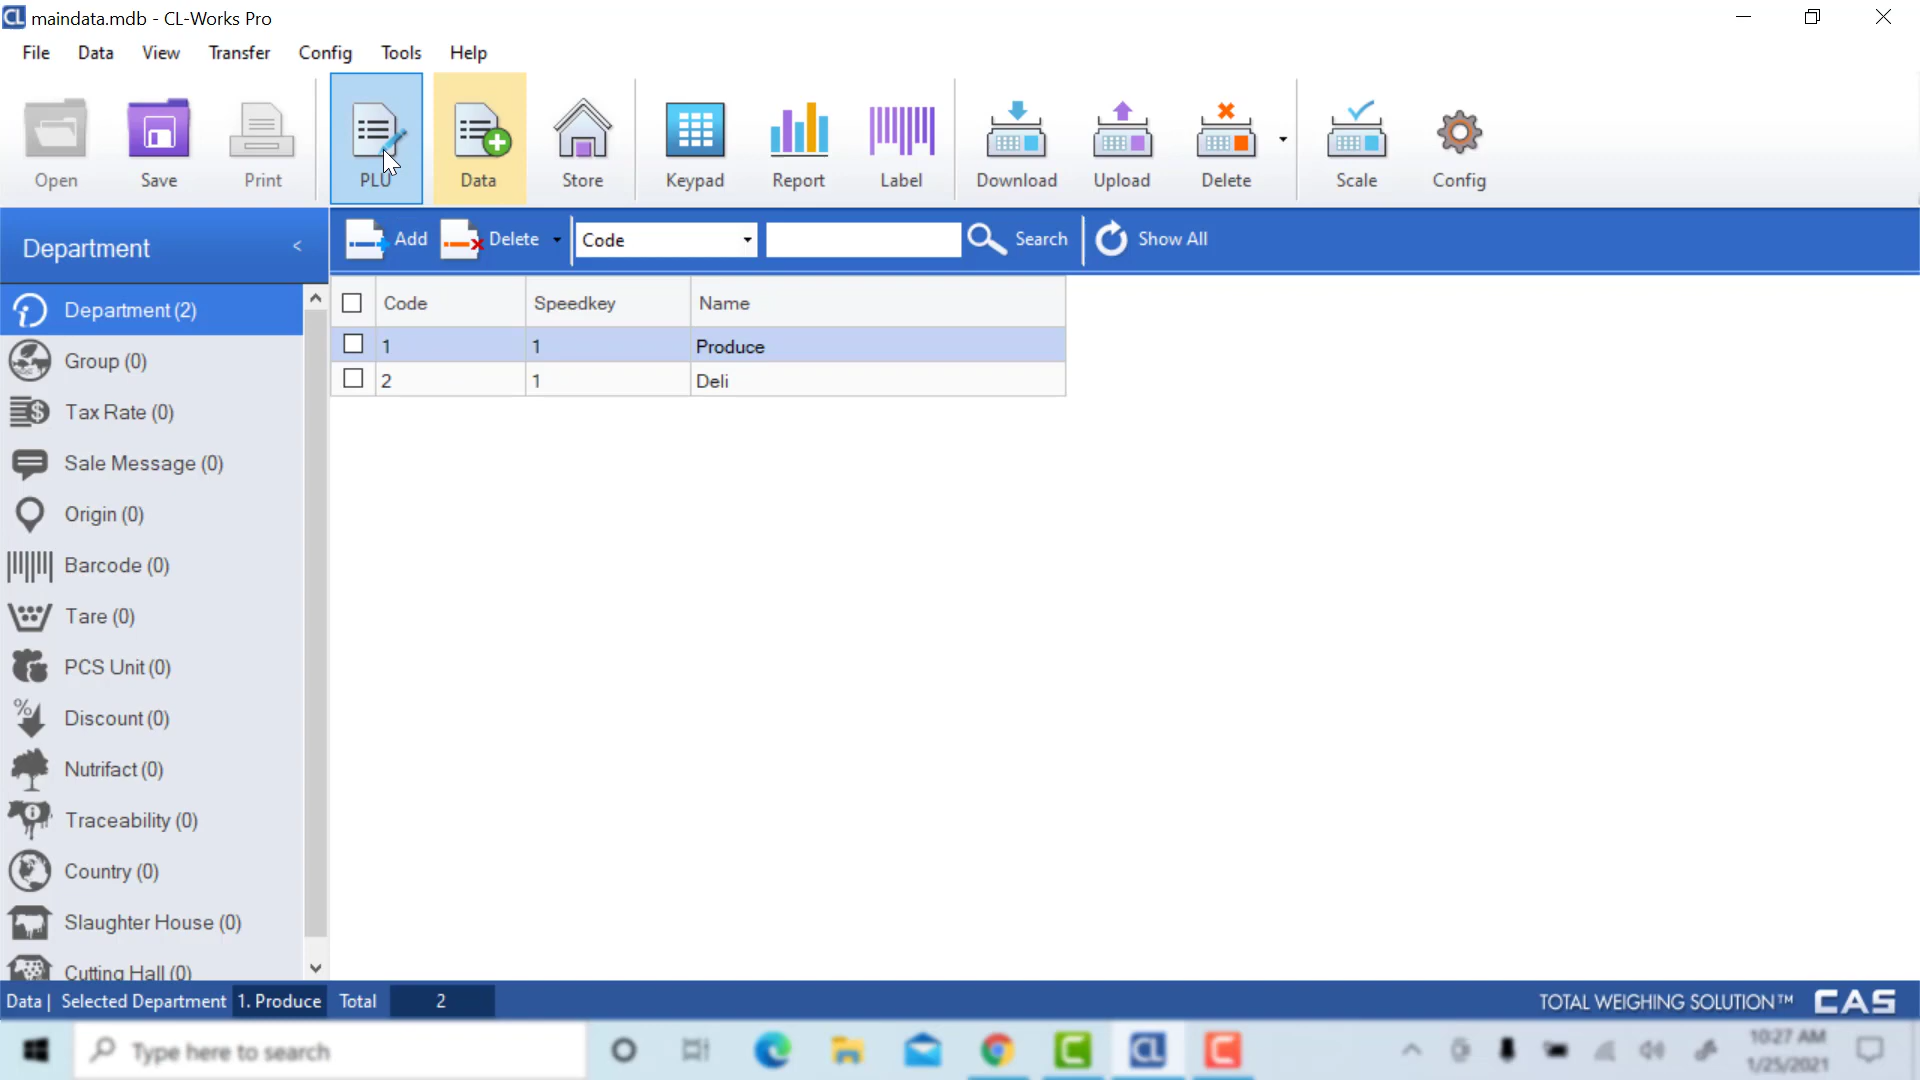 CL maindata.mdb - CL-Works Pro
File Data View Transfer Config Tools Help
Open Save Print PLU Data Store Keypad Report Label Download Upload Delete Scale Config
Department <
Add Delete Code Search Show All
Code Speedkey Name
1 1 Produce
2 1 Deli
Department (2)
Group (0)
Tax Rate (0)
Sale Message (0)
Origin (0)
Barcode (0)
Tare (0)
PCS Unit (0)
Discount (0)
Nutrifact (0)
Traceability (0)
Country (0)
Slaughter House (0)
Cutting Hall (0)
Data | Selected Department 1. Produce Total 2 TOTAL WEIGHING SOLUTION™ CAS
Type here to search CL 10:27 AM
1/25/2021